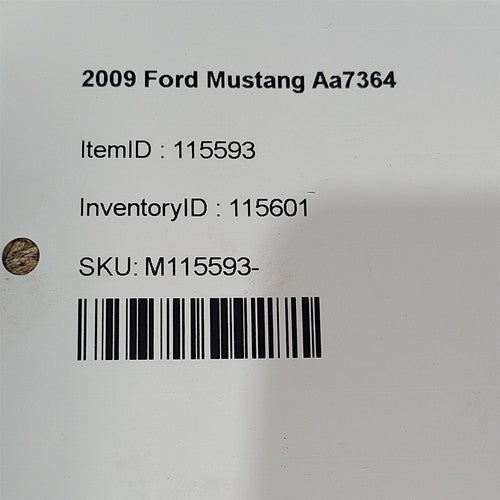 2009 Ford Mustang Aa7364
ItemID : 115593
InventoryID : 115601
SKU: M115593-